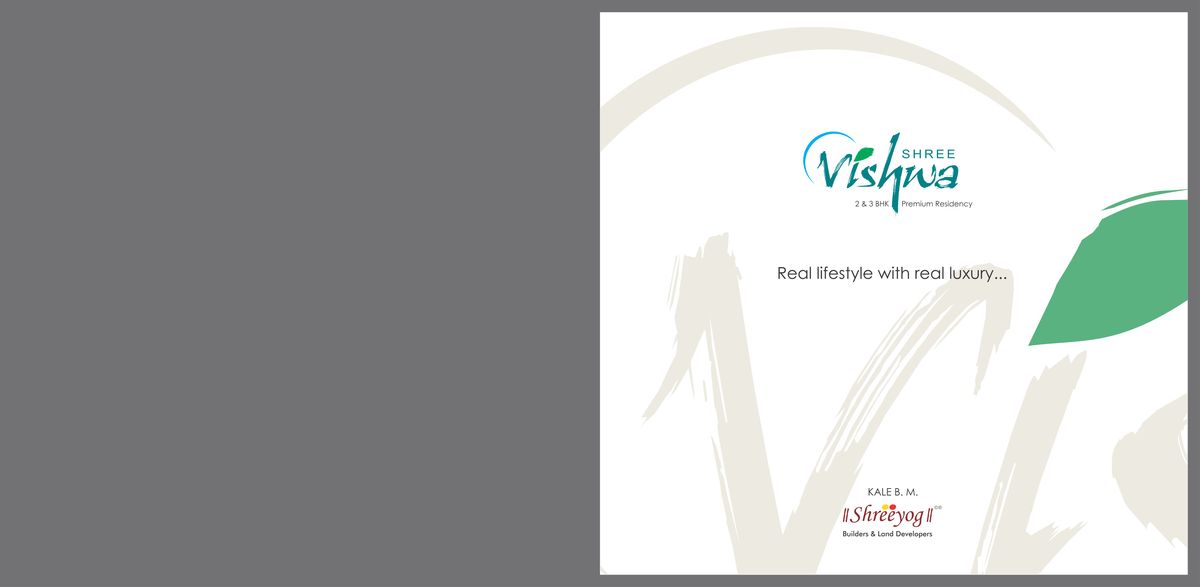 SHREE
Vishwa
2 & 3 BHK Premium Residency
Real lifestyle with real luxury...
KALE B. M.
॥Shreeyog॥
Builders & Land Developers